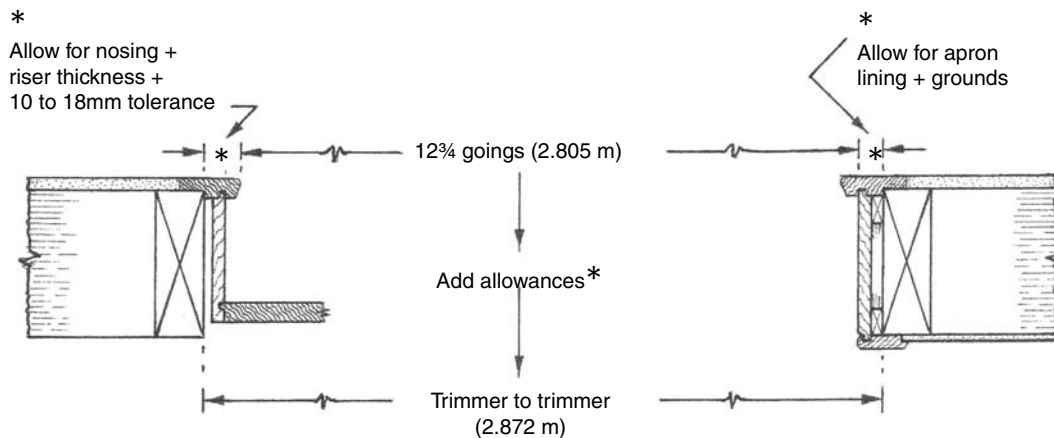 *
Allow for nosing +
riser thickness +
10 to 18mm tolerance
*
Allow for apron
lining + grounds
*
12¾ goings (2.805 m)
*
Add allowances*
Trimmer to trimmer
(2.872 m)